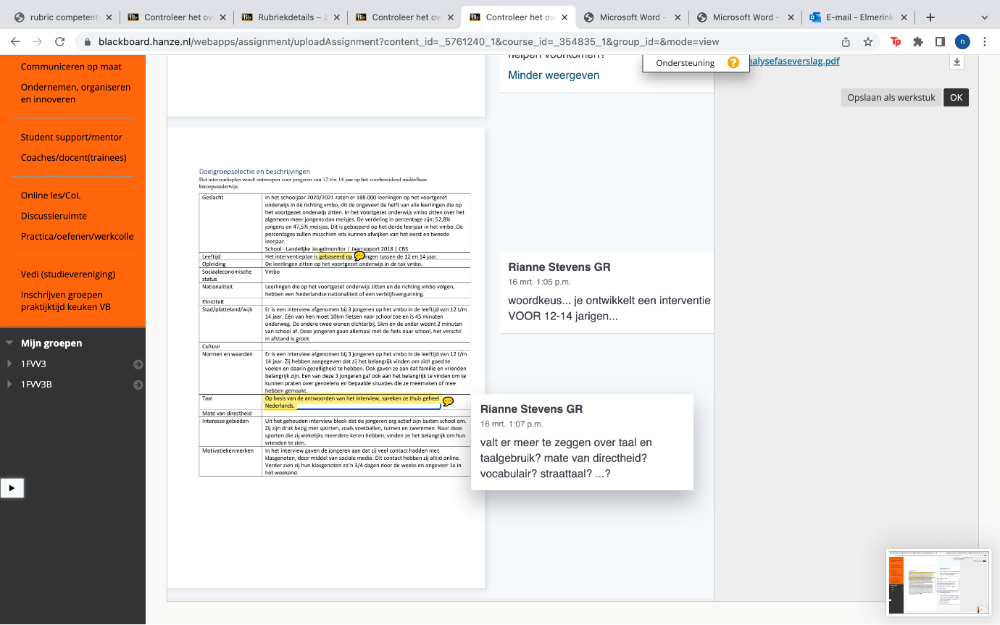 rubric competenti
Controleer het ove
Rubriekdetails – 2
Controleer het ove
Controleer het ove
Microsoft Word -
Microsoft Word -
E-mail - Elmerink,
blackboard.hanze.nl/webapps/assignment/uploadAssignment?content_id=_5761240_1&course_id=_354835_1&group_id=&mode=view
Communiceren op maat
Ondernemen, organiseren
en innoveren
Student support/mentor
Coaches/docent(trainees)
Online les/CoL
Discussieruimte
Practica/oefenen/werkcolle
Vedi (studievereniging)
Inschrijven groepen
praktijktijd keuken VB
Mijn groepen
1FVV3
1FVV3B
helpen voorkomen?
Minder weergeven
Ondersteuning
nalysefaseverslag.pdf
Opslaan als werkstuk
OK
Doelgroepselectie en beschrijvingen
Het interventieplan wordt ontworpen voor jongeren van 12 t/m 14 jaar op het voorbereidend middelbaar
beroepsonderwijs.
Geslacht
In het schooljaar 2020/2021 zaten er 188.000 leerlingen op het voortgezet
onderwijs in de richting vmbo, dit de ongeveer de helft van alle leerlingen die op
het voortgezet onderwijs zitten. In het voortgezet onderwijs vmbo zitten over het
algemeen meer jongens dan meisjes. De verdeling in percentage zijn: 52,8%
jongens en 47,5% meisjes. Dit is gebaseerd op het derde leerjaar in het vmbo. De
percentages zullen misschien iets kunnen afwijken van het eerst en tweede
leerjaar.
School - Landelijke Jeugdmonitor | Jaarrapport 2018 | CBS
Leeftijd
Het interventieplan is gebaseerd op ingen tussen de 12 en 14 jaar.
Opleiding
De leerlingen zitten op het voortgezet onderwijs in de tak vmbo.
Sociaaleconomische
status
Vmbo
Nationaliteit
Leerlingen die op het voortgezet onderwijs zitten en de richting vmbo volgen,
hebben een Nederlandse nationaliteit of een verblijfsvergunning.
Etniciteit
Stad/platteland/wijk
Er is een interview afgenomen bij 3 jongeren op het vmbo in de leeftijd van 12 t/m
14 jaar. Eén van hen moet 10km fietsen naar school toe en is 45 minuten
onderweg. De andere twee wonen dichterbij, 5km en de ander woont 2 minuten
van school af. Deze jongeren gaan allemaal met de fiets naar school, het verschil
in afstand is groot.
Cultuur
Normen en waarden
Er is een interview afgenomen bij 3 jongeren op het vmbo in de leeftijd van 12 t/m
14 jaar. Zij hebben aangegeven dat zij het belangrijk vinden om zich goed te
voelen en daarin gezelligheid te hebben. Ook gaven ze aan dat familie en vrienden
belangrijk zijn. Een van deze 3 jongeren gaf ook aan het belangrijk te vinden om te
kunnen praten over gevoelens en bepaalde situaties die ze meemaken of mee
hebben gemaakt.
Taal
Op basis van de antwoorden van het interview, spreken ze thuis geheel
Nederlands.
Mate van directheid
Interesse gebieden
Uit het gehouden interview bleek dat de jongeren erg actief zijn buiten school om.
Zij zijn druk bezig met sporten, zoals voetballen, turnen en zwemmen. Naar deze
sporten die zij wekelijks meerdere keren hebben, vinden ze het belangrijk om hun
vrienden te zien.
Motivatiekenmerken
In het interview gaven de jongeren aan dat zij veel contact hadden met
klasgenoten, door middel van sociale media. Dit contact hebben zij altijd online.
Verder zien zij hun klasgenoten zo'n 3/4 dagen door de weeks en ongeveer 1x in
het weekend.
Rianne Stevens GR
16 mrt. 1:05 p.m.
woordkeus... je ontwikkelt een interventie
VOOR 12-14 jarigen...
Rianne Stevens GR
16 mrt. 1:07 p.m.
valt er meer te zeggen over taal en
taalgebruik? mate van directheid?
vocabulair? straattaal? ...?